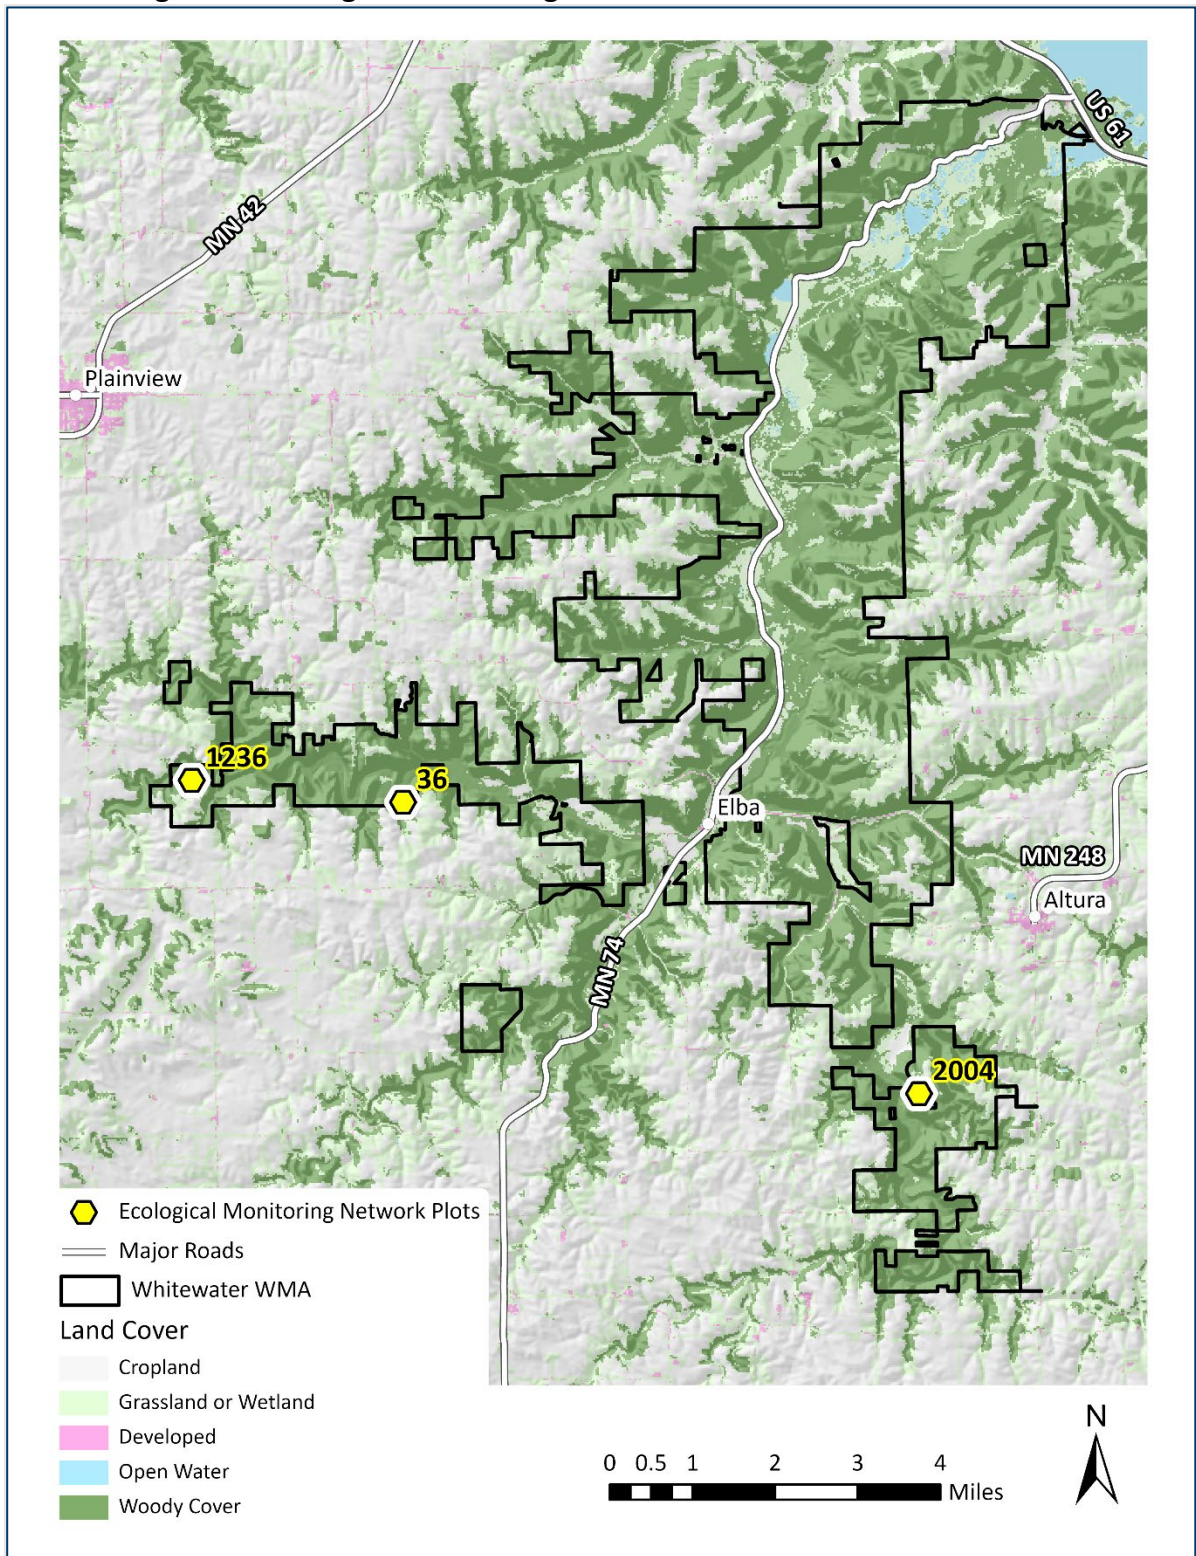 US 61
MN 42
Plainview
1236
36
Elba
MN 248
Altura
MN 74
2004
Ecological Monitoring Network Plots
Major Roads
Whitewater WMA
Land Cover
Cropland
Grassland or Wetland
Developed
Open Water
Woody Cover
N
0 0.5 1 2 3 4
Miles